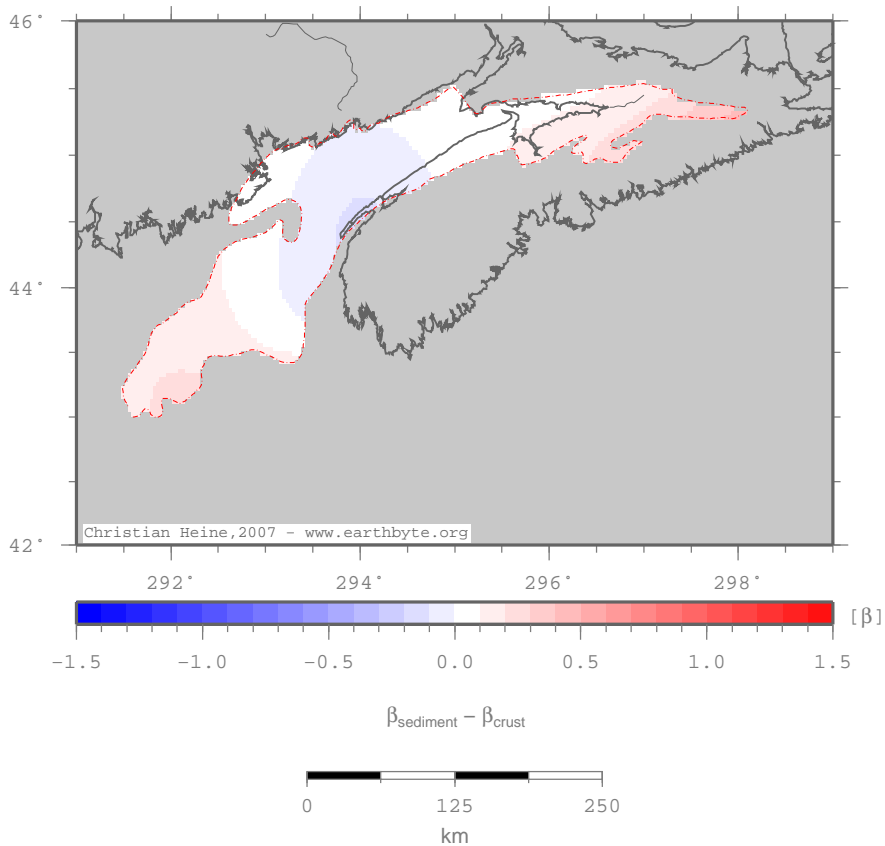 46°
44°
42°
Christian Heine,2007 - www.earthbyte.org
292° 294° 296° 298°
[β]
-1.5 -1.0 -0.5 0.0 0.5 1.0 1.5
βsediment – βcrust
0 125 250
km